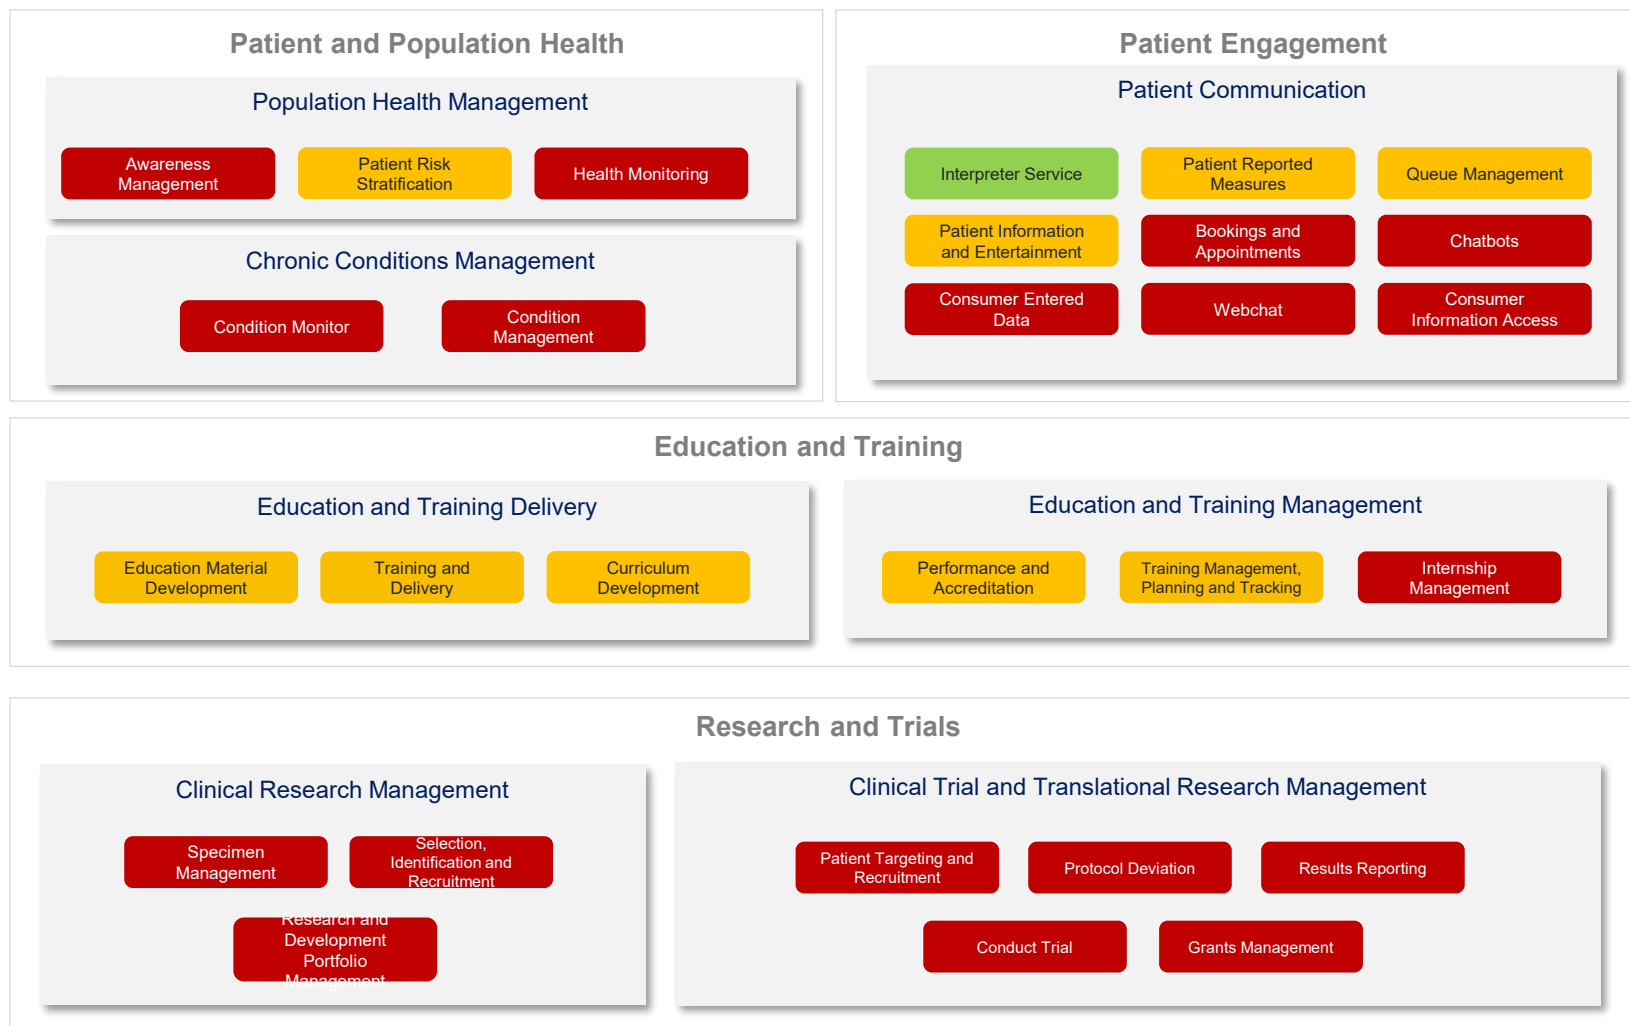 Patient and Population Health
Population Health Management
Awareness
Management
Patient Risk
Stratification
Health Monitoring
Chronic Conditions Management
Condition Monitor
Condition
Management
Patient Engagement
Patient Communication
Interpreter Service
Patient Reported
Measures
Queue Management
Patient Information
and Entertainment
Bookings and
Appointments
Chatbots
Consumer Entered
Data
Webchat
Consumer
Information Access
Education and Training
Education and Training Delivery
Education Material
Development
Training and
Delivery
Curriculum
Development
Education and Training Management
Performance and
Accreditation
Training Management,
Planning and Tracking
Internship
Management
Research and Trials
Clinical Research Management
Specimen
Management
Selection,
Identification and
Recruitment
Research and
Development
Portfolio
Management
Clinical Trial and Translational Research Management
Patient Targeting and
Recruitment
Protocol Deviation
Results Reporting
Conduct Trial
Grants Management